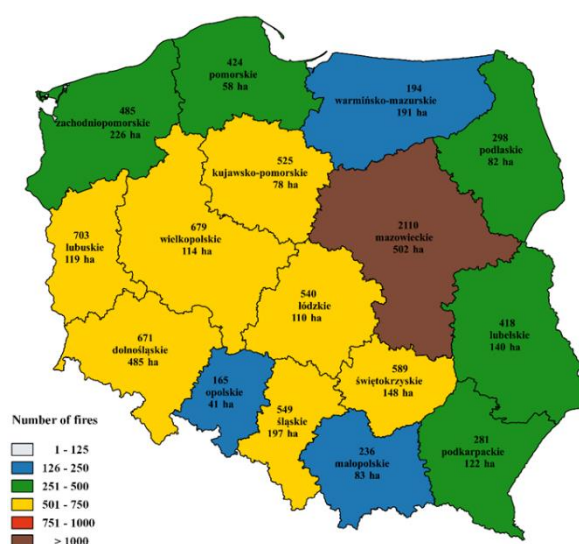 424
pomorskie
58 ha
194
warmińsko-mazurskie
191 ha
485
zachodniopomorskie
226 ha
298
podlaskie
82 ha
525
kujawsko-pomorskie
78 ha
703
lubuskie
119 ha
679
wielkopolskie
114 ha
2110
mazowieckie
502 ha
540
łódzkie
110 ha
418
lubelskie
140 ha
671
dolnośląskie
485 ha
589
świętokrzyskie
148 ha
165
opolskie
41 ha
549
śląskie
197 ha
236
małopolskie
83 ha
281
podkarpackie
122 ha
Number of fires
1 - 125
126 - 250
251 - 500
501 - 750
751 - 1000
> 1000